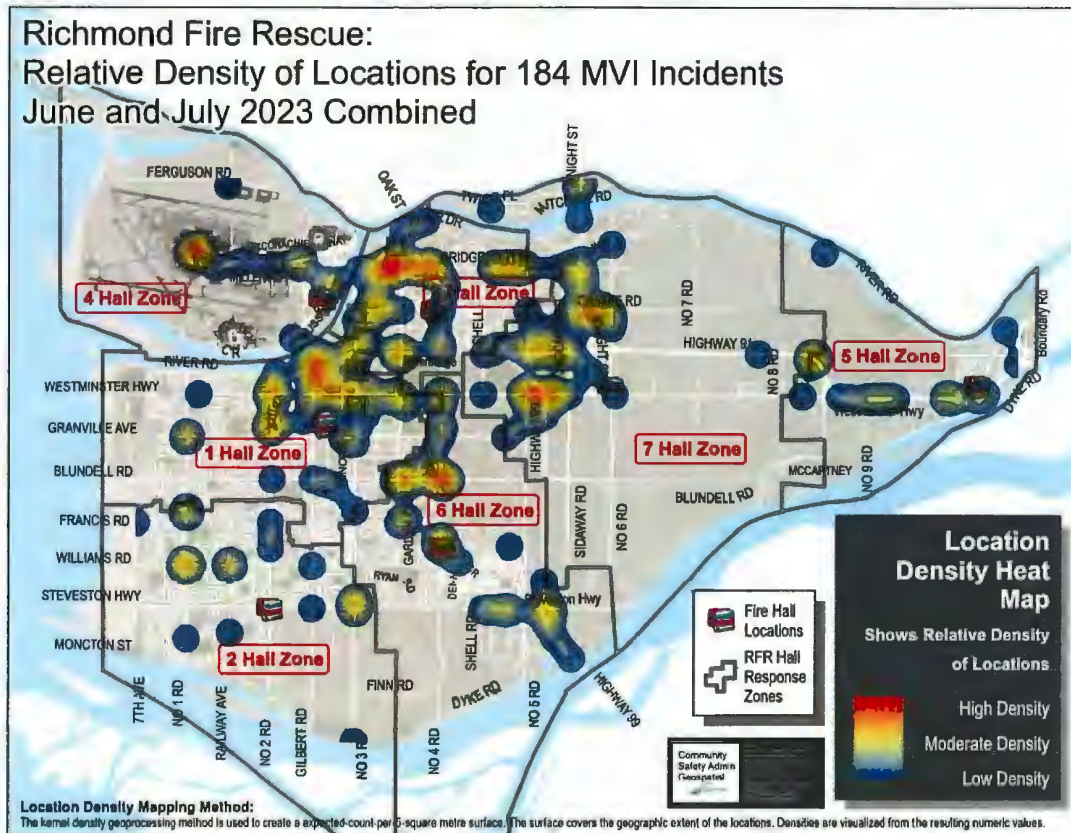 Richmond Fire Rescue:
Relative Density of Locations for 184 MVI Incidents
June and July 2023 Combined
FERGUSON RD
OAK ST
4 Hall Zone
Hall Zone
NO 7 RD
RIVER RD
Boundary Rd
RIVER RD
HIGHWAY 91
5 Hall Zone
WESTMINSTER HWY
NO 8 RD
DYKE RD
GRANVILLE AVE
1 Hall Zone
7 Hall Zone
BLUNDELL RD
MCCARTNEY
NO 9 RD
BLUNDELL RD
FRANCIS RD
6 Hall Zone
SIDAWAY RD
NO 6 RD
WILLIAMS RD
RYAN
STEVESTON HWY
MONCTON ST
2 Hall Zone
SHELL RD
FINN RD
DYKE RD
NO 5 RD
HIGHWAY 99
7TH AVE
NO 1 RD
RAILWAY AVE
NO 2 RD
GILBERT RD
NO 3 R
NO 4 RD
Fire Hall
Locations
RFR Hall
Response
Zones
Community
Safety Admin
Geospatial
Location
Density Heat
Map
Shows Relative Density
of Locations
High Density
Moderate Density
Low Density
Location Density Mapping Method:
The kernel density geoprocessing method is used to create a expected-count-per-5-square metre surface. The surface covers the geographic extent of the locations. Densities are visualized from the resulting numeric values.